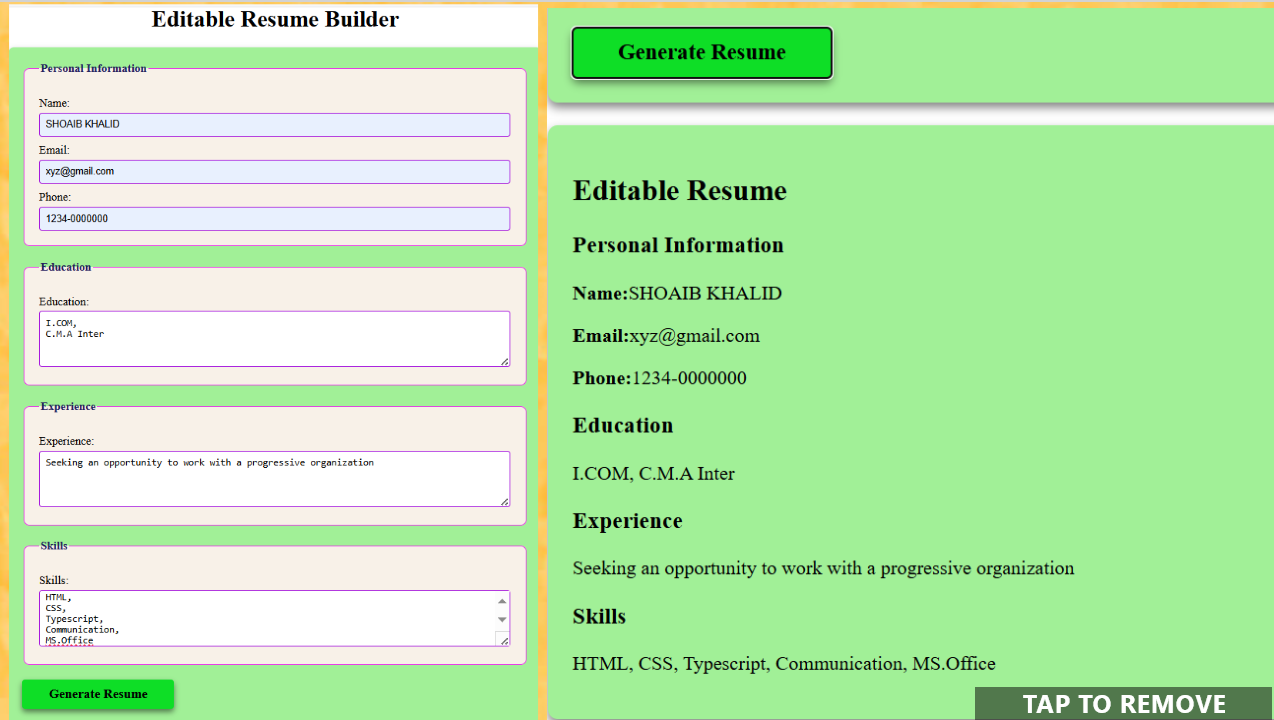 Editable Resume Builder
Personal Information
Name:
SHOAIB KHALID
Email:
xyz@gmail.com
Phone:
1234-0000000
Education
Education:
I.COM,
C.M.A Inter
Experience
Experience:
Seeking an opportunity to work with a progressive organization
Skills
Skills:
HTML,
CSS,
Typescript,
Communication,
MS.Office
Generate Resume
Generate Resume
Editable Resume
Personal Information
Name:SHOAIB KHALID
Email:xyz@gmail.com
Phone:1234-0000000
Education
I.COM, C.M.A Inter
Experience
Seeking an opportunity to work with a progressive organization
Skills
HTML, CSS, Typescript, Communication, MS.Office
TAP TO REMOVE